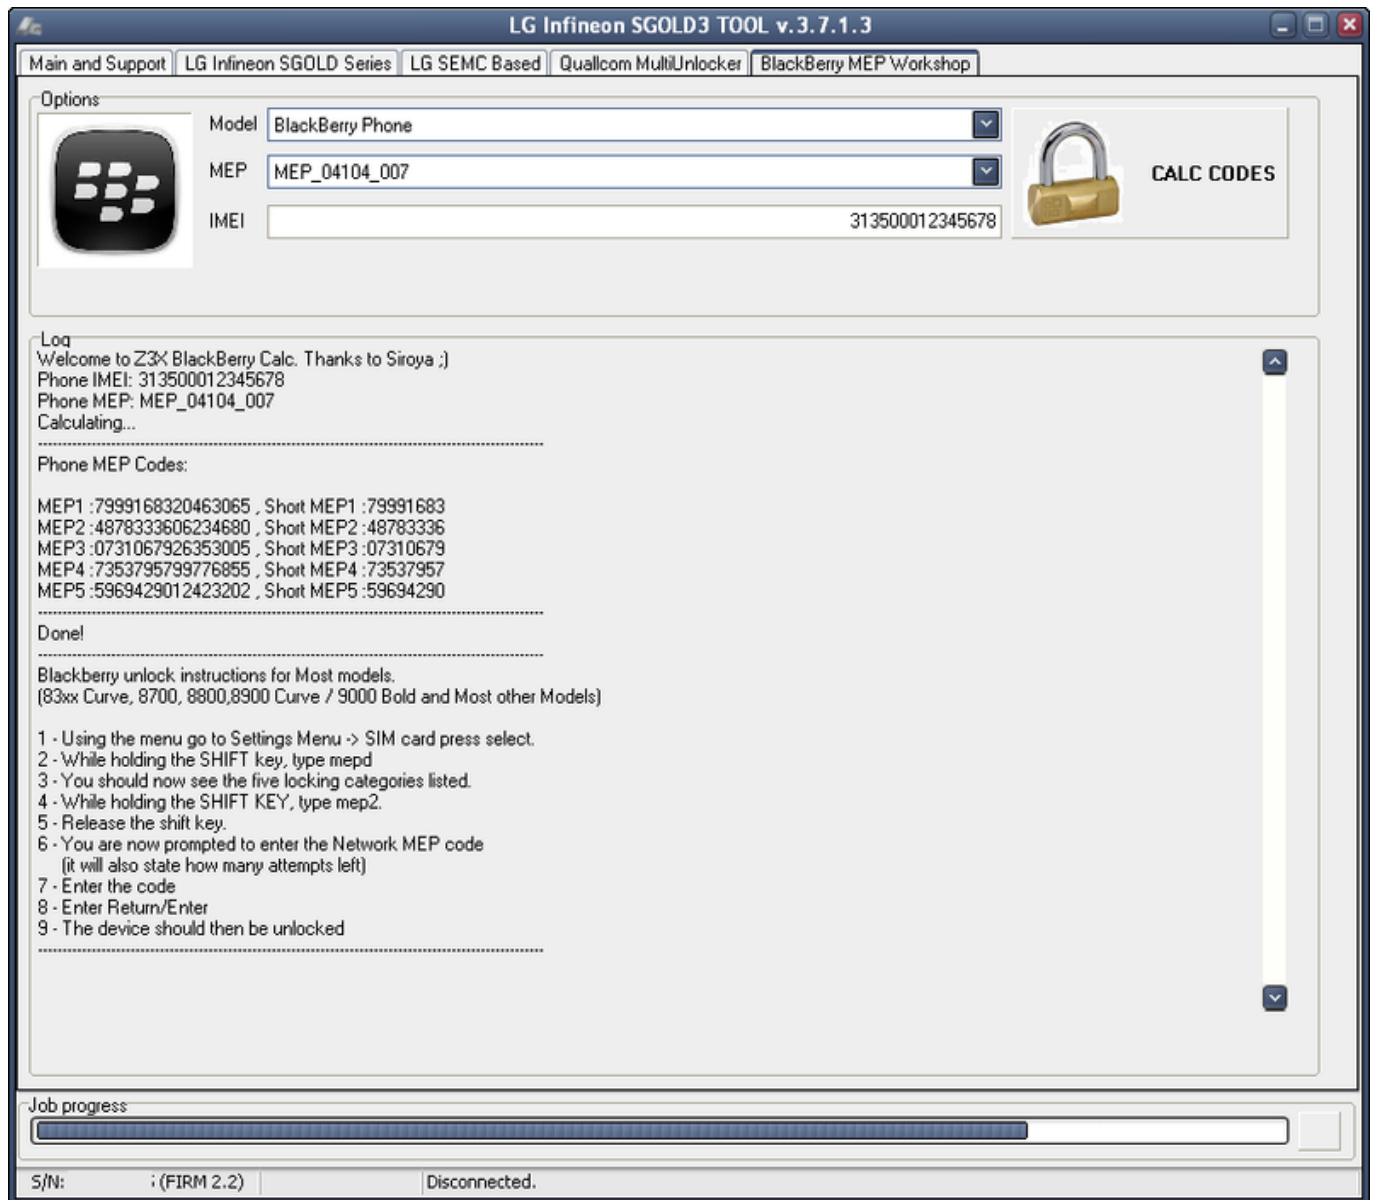 LG Infineon SGOLD3 TOOL v.3.7.1.3
Main and Support LG Infineon SGOLD Series LG SEMC Based Quallcom MultiUnlocker BlackBerry MEP Workshop
Options
Model BlackBerry Phone
MEP MEP_04104_007
IMEI 313500012345678
CALC CODES
Log
Welcome to Z3X BlackBerry Calc. Thanks to Siroya ;)
Phone IMEI: 313500012345678
Phone MEP: MEP_04104_007
Calculating...
Phone MEP Codes:
MEP1 :7999168320463065 , Short MEP1 :79991683
MEP2 :4878333606234680 , Short MEP2 :48783336
MEP3 :0731067926353005 , Short MEP3 :07310679
MEP4 :7353795799776855 , Short MEP4 :73537957
MEP5 :5969429012423202 , Short MEP5 :59694290
Done!
Blackberry unlock instructions for Most models.
(83xx Curve, 8700, 8800,8900 Curve / 9000 Bold and Most other Models)
1 - Using the menu go to Settings Menu -> SIM card press select.
2 - While holding the SHIFT key, type mepd
3 - You should now see the five locking categories listed.
4 - While holding the SHIFT KEY, type mep2.
5 - Release the shift key.
6 - You are now prompted to enter the Network MEP code
(it will also state how many attempts left)
7 - Enter the code
8 - Enter Return/Enter
9 - The device should then be unlocked
Job progress
S/N: (FIRM 2.2) Disconnected.